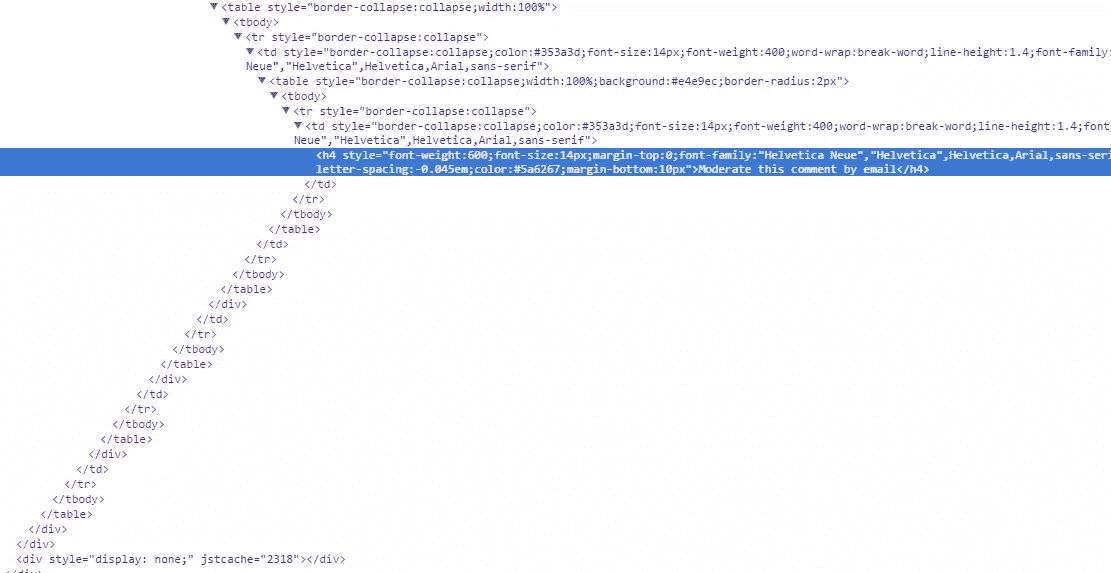 <table style="border-collapse:collapse;width:100%">
<tbody>
<tr style="border-collapse:collapse">
<td style="border-collapse:collapse;color:#353a3d;font-size:14px;font-weight:400;word-wrap:break-word;line-height:1.4;font-family:
Neue","Helvetica",Helvetica,Arial,sans-serif">
<table style="border-collapse:collapse;width:100%;background:#e4e9ec;border-radius:2px">
<tbody>
<tr style="border-collapse:collapse">
<td style="border-collapse:collapse;color:#353a3d;font-size:14px;font-weight:400;word-wrap:break-word;line-height:1.4;font
Neue","Helvetica",Helvetica,Arial,sans-serif">
<h4 style="font-weight:600;font-size:14px;margin-top:0;font-family:"Helvetica Neue","Helvetica",Helvetica,Arial,sans-seri
letter-spacing:-0.045em;color:#5a6267;margin-bottom:10px">Moderate this comment by email</h4>
</td>
</tr>
</tbody>
</table>
</td>
</tr>
</tbody>
</table>
</div>
</td>
</tr>
</tbody>
</table>
</div>
</td>
</tr>
</tbody>
</table>
</div>
</td>
</tr>
</tbody>
</table>
</div>
</div>
<div style="display: none;" jstcache="2318"></div>
</div>